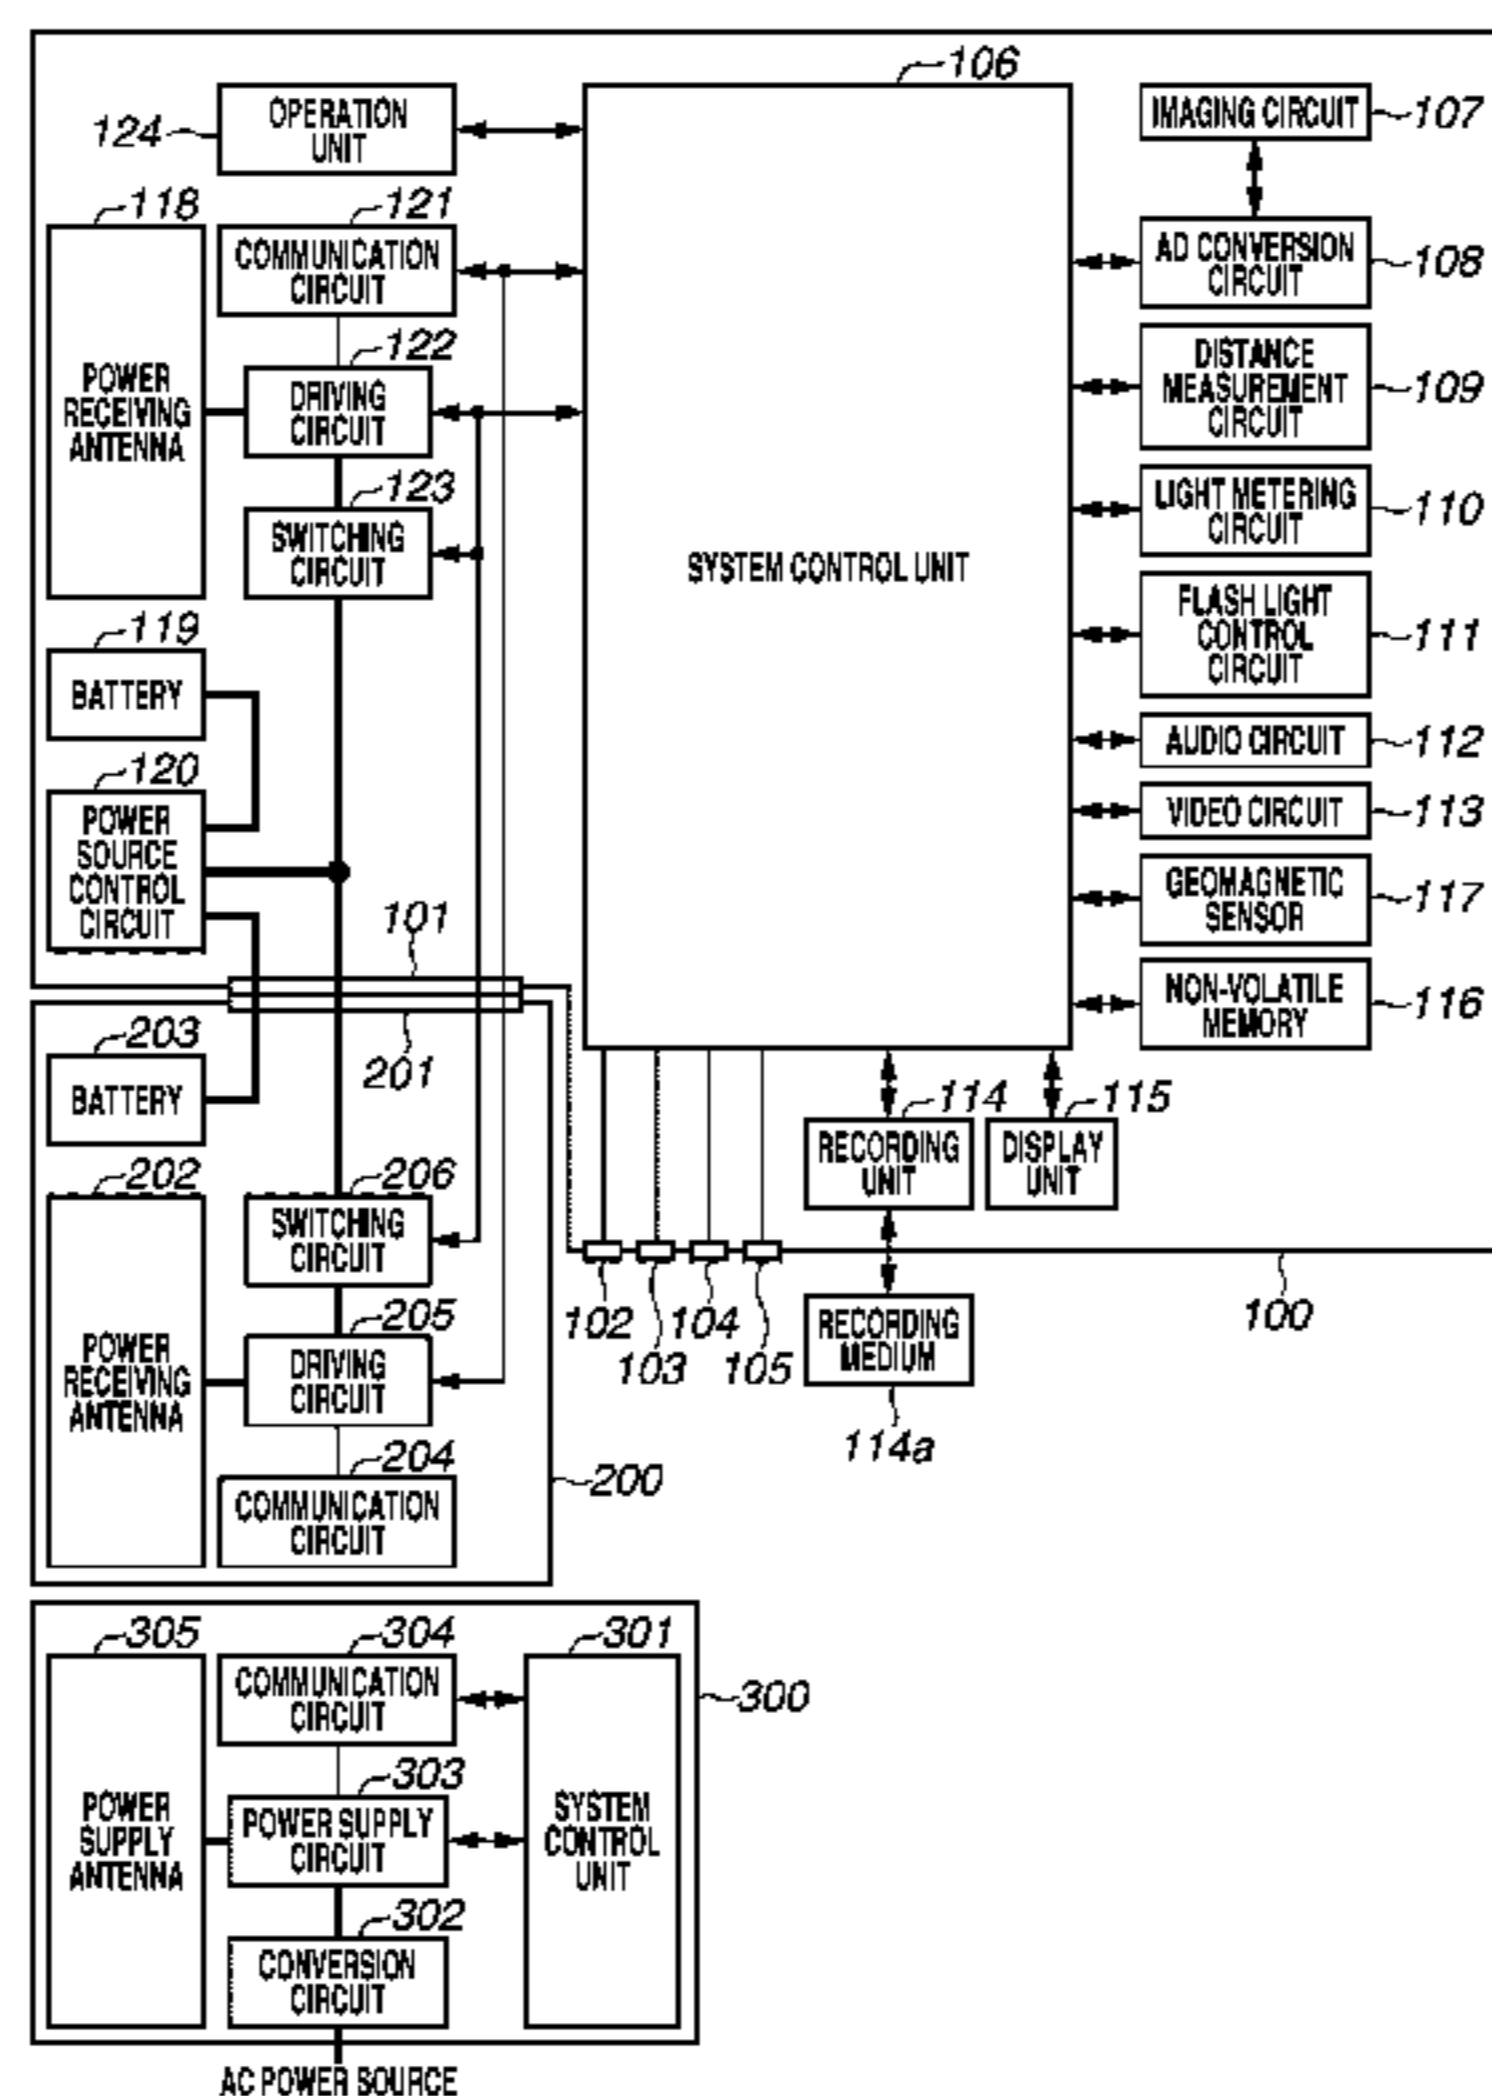 106
OPERATION
UNIT
124
IMAGING CIRCUIT
107
118
121
COMMUNICATION
CIRCUIT
AD CONVERSION
CIRCUIT
108
POWER
RECEIVING
ANTENNA
122
DRIVING
CIRCUIT
DISTANCE
MEASUREMENT
CIRCUIT
109
123
SWITCHING
CIRCUIT
LIGHT METERING
CIRCUIT
110
SYSTEM CONTROL UNIT
FLASH LIGHT
CONTROL
CIRCUIT
111
119
BATTERY
AUDIO CIRCUIT
112
120
POWER
SOURCE
CONTROL
CIRCUIT
VIDEO CIRCUIT
113
GEOMAGNETIC
SENSOR
117
101
NON-VOLATILE
MEMORY
116
203
BATTERY
201
114
RECORDING
UNIT
115
DISPLAY
UNIT
202
206
SWITCHING
CIRCUIT
102
103
104
105
RECORDING
MEDIUM
114a
100
POWER
RECEIVING
ANTENNA
205
DRIVING
CIRCUIT
204
COMMUNICATION
CIRCUIT
200
305
304
COMMUNICATION
CIRCUIT
301
300
POWER
SUPPLY
ANTENNA
303
POWER SUPPLY
CIRCUIT
SYSTEM
CONTROL
UNIT
302
CONVERSION
CIRCUIT
AC POWER SOURCE